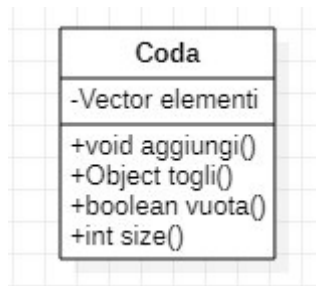 Coda
-Vector elementi
+void aggiungi()
+Object togli()
+boolean vuota()
+int size()